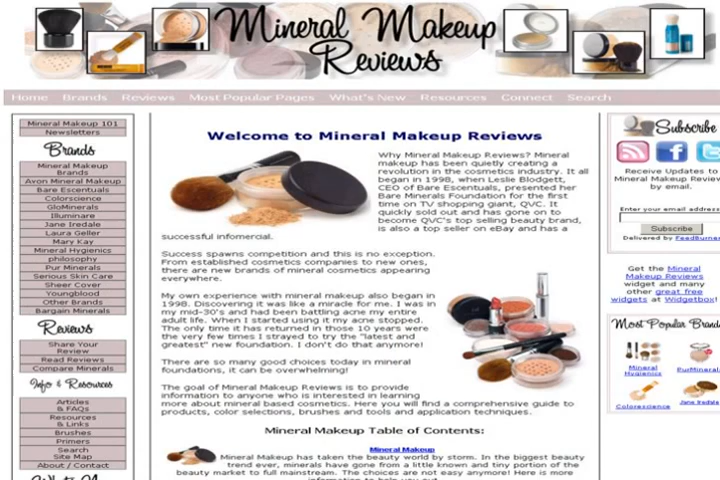 Mineral Makeup
Reviews
Home Brands Reviews Most Popular Pages What's New Resources Connect Search
Mineral Makeup 101
Newsletters
Brands
Mineral Makeup
Brands
Avon Mineral Makeup
Bare Escentuals
Colorscience
GloMinerals
Illuminare
Jane Iredale
Laura Geller
Mary Kay
Mineral Hygienics
philosophy
Pur Minerals
Serious Skin Care
Sheer Cover
Youngblood
Other Brands
Bargain Minerals
Reviews
Share Your
Review
Read Reviews
Compare Minerals
Info & Resources
Articles
& FAQs
Resources
& Links
Brushes
Primers
Search
Site Map
About / Contact
Welcome to Mineral Makeup Reviews
Why Mineral Makeup Reviews? Mineral
makeup has been quietly creating a
revolution in the cosmetics industry. It all
began in 1998, when Leslie Blodgett,
CEO of Bare Escentuals, presented her
Bare Minerals Foundation for the first
time on TV shopping giant, QVC. It
quickly sold out and has gone on to
become QVC's top selling beauty brand,
is also a top seller on eBay and has a
successful infomercial.
Success spawns competition and this is no exception.
From established cosmetics companies to new ones,
there are new brands of mineral cosmetics appearing
everywhere.
My own experience with mineral makeup also began in
1998. Discovering it was like a miracle for me. I was in
my mid-30's and had been battling acne my entire
adult life. When I started using it my acne stopped.
The only time it has returned in those 10 years were
the very few times I strayed to try the "latest and
greatest" new foundation. I don't do that anymore!
There are so many good choices today in mineral
foundations, it can be overwhelming!
The goal of Mineral Makeup Reviews is to provide
information to anyone who is interested in learning
more about mineral based cosmetics. Here you will find a comprehensive guide to
products, color selections, brushes and tools and application techniques.
Mineral Makeup Table of Contents:
Mineral Makeup
Mineral Makeup has taken the beauty world by storm. In the biggest beauty
trend ever, minerals have gone from a little known and tiny portion of the
beauty market to full mainstream. The choices are not easy anymore! Here is more
information to help you out
Subscribe
Receive Updates to
Mineral Makeup Review
by email.
Enter your email address
Subscribe
Delivered by FeedBurner
Get the Mineral
Makeup Reviews
widget and many
other great free
widgets at Widgetbox!
Most Popular Brand
Mineral
Hygienics
PurMineral
Colorscience
Jane Iredale